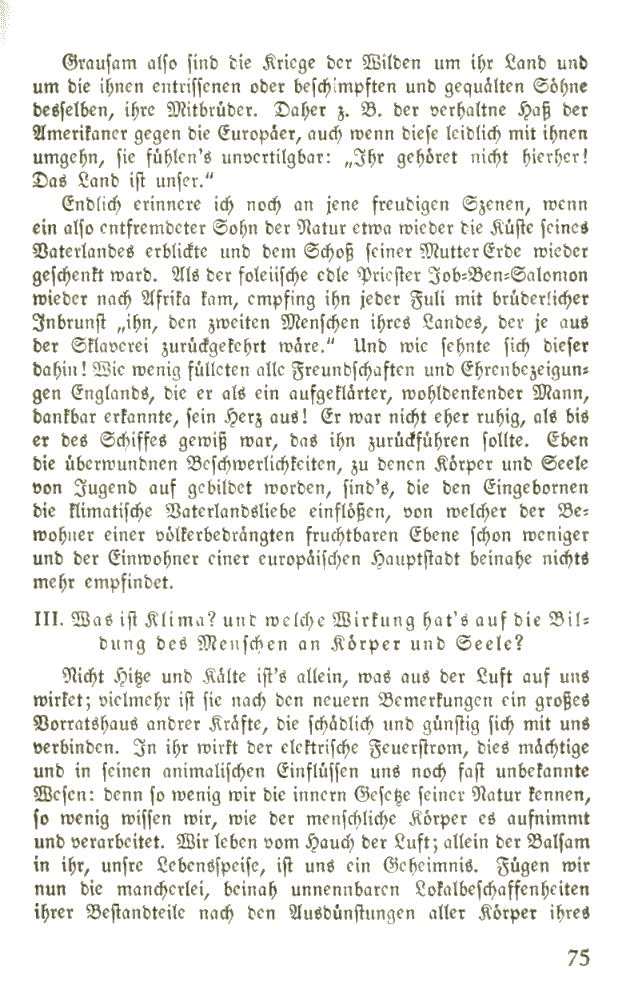 Grausam also sind die Kriege der Wilden um ihr Land und
um die ihnen entrissenen oder beschimpften und gequälten Söhne
desselben, ihre Mitbrüder. Daher z. B. der verhaltne Haß der
Amerikaner gegen die Europäer, auch wenn diese leidlich mit ihnen
umgehn, sie fühlen's unvertilgbar: „Ihr gehöret nicht hierher!
Das Land ist unser.“
Endlich erinnere ich noch an jene freudigen Szenen, wenn
ein also entfremdeter Sohn der Natur etwa wieder die Küste seines
Vaterlandes erblickte und dem Schoß seiner Mutter Erde wieder
geschenkt ward. Als der foleiische edle Priester Job-Ben-Salomon
wieder nach Afrika kam, empfing ihn jeder Fuli mit brüderlicher
Inbrunst „ihn, den zweiten Menschen ihres Landes, der je aus
der Sklaverei zurückgekehrt wäre.“ Und wie sehnte sich dieser
dahin! Wie wenig fülleten alle Freundschaften und Ehrenbezeigun-
gen Englands, die er als ein aufgeklärter, wohldenkender Mann,
dankbar erkannte, sein Herz aus! Er war nicht eher ruhig, als bis
er des Schiffes gewiß war, das ihn zurückführen sollte. Eben
die überwundnen Beschwerlichkeiten, zu denen Körper und Seele
von Jugend auf gebildet worden, sind's, die den Eingebornen
die klimatische Vaterlandsliebe einflößen, von welcher der Be-
wohner einer völkerbedrängten fruchtbaren Ebene schon weniger
und der Einwohner einer europäischen Hauptstadt beinahe nichts
mehr empfindet.
III. Was ist Klima? und welche Wirkung hat's auf die Bil-
dung des Menschen an Körper und Seele?
Nicht Hitze und Kälte ist's allein, was aus der Luft auf uns
wirket; vielmehr ist sie nach den neuern Bemerkungen ein großes
Vorratshaus andrer Kräfte, die schädlich und günstig sich mit uns
verbinden. In ihr wirkt der elektrische Feuerstrom, dies mächtige
und in seinen animalischen Einflüssen uns noch fast unbekannte
Wesen: denn so wenig wir die innern Gesetze seiner Natur kennen,
so wenig wissen wir, wie der menschliche Körper es aufnimmt
und verarbeitet. Wir leben vom Hauch der Luft; allein der Balsam
in ihr, unsre Lebensspeise, ist uns ein Geheimnis. Fügen wir
nun die mancherlei, beinah unnennbaren Lokalbeschaffenheiten
ihrer Bestandteile nach den Ausdünstungen aller Körper ihres
75